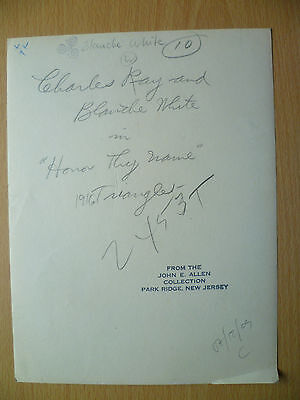 Blanche White 10
W
Charles Ray and
Blanche White
in
"Honor Thy Name"
1916 Triangle
FROM THE
JOHN E. ALLEN
COLLECTION
PARK RIDGE, NEW JERSEY
C